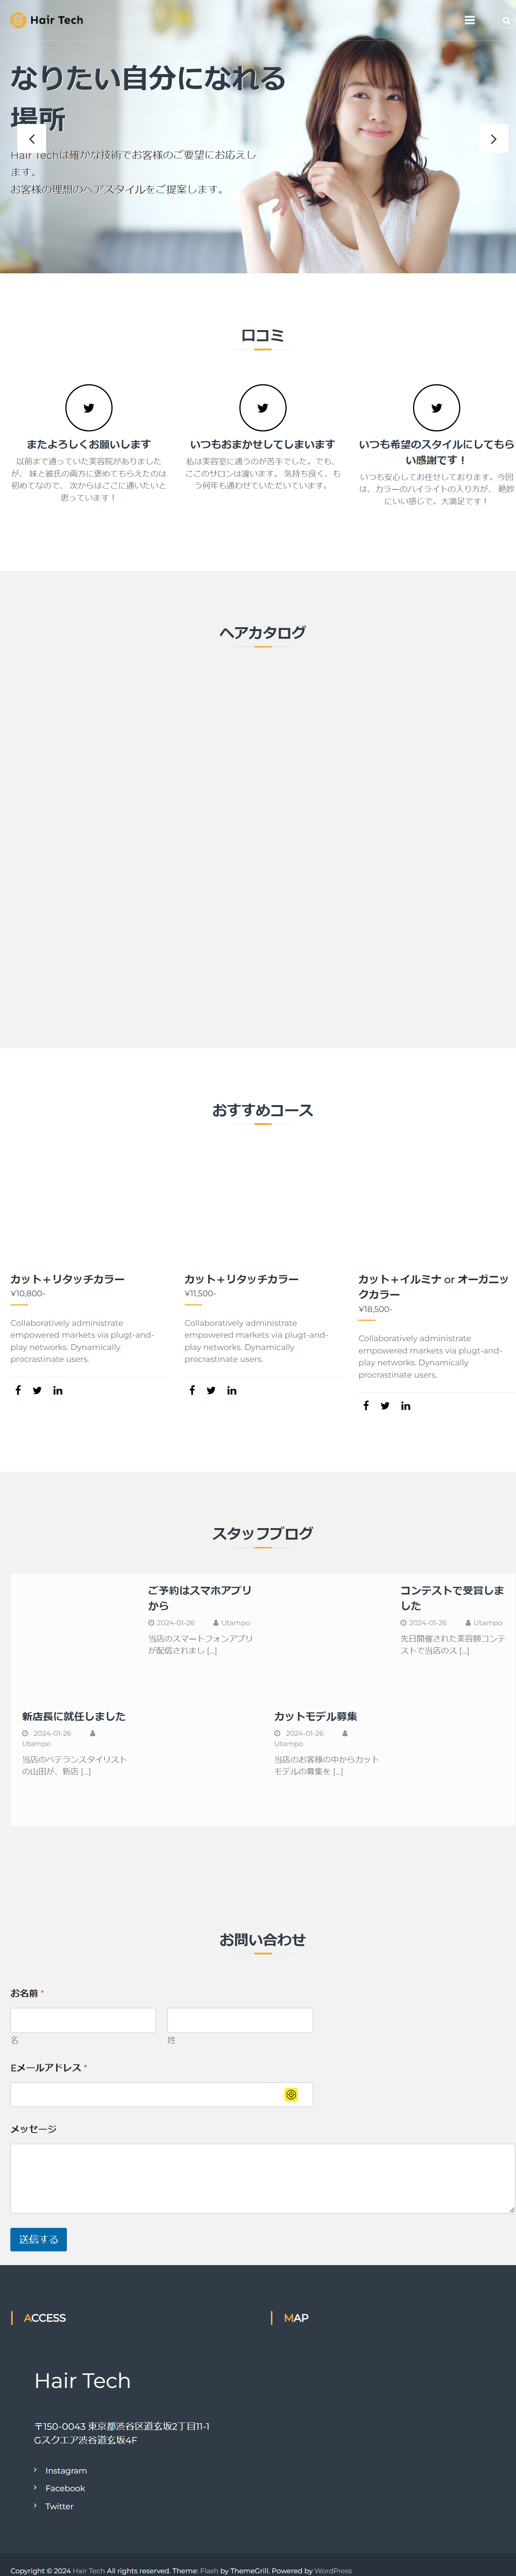 Hair Tech
なりたい自分になれる
場所
Hair Techは確かな技術でお客様のご要望にお応えし
ます。
お客様の理想のヘアスタイルをご提案します。
口コミ
またよろしくお願いします
以前まで通っていた美容院がありました
が、 妹と彼氏の両方に褒めてもらえたのは
初めてなので、 次からはここに通いたいと
思っています！
いつもおまかせしてしまいます
私は美容室に通うのが苦手でした。でも、
ここのサロンは違います。 気持ち良く、も
う何年も通わせていただいています。
いつも希望のスタイルにしてもら
い感謝です！
いつも安心してお任せしております。今回
は、カラーのハイライトの入り方が、 絶妙
にいい感じで。大満足です！
ヘアカタログ
おすすめコース
カット＋リタッチカラー
¥10,800-
Collaboratively administrate
empowered markets via plugt-and-
play networks. Dynamically
procrastinate users.
カット＋リタッチカラー
¥11,500-
Collaboratively administrate
empowered markets via plugt-and-
play networks. Dynamically
procrastinate users.
カット＋イルミナ or オーガニッ
クカラー
¥18,500-
Collaboratively administrate
empowered markets via plugt-and-
play networks. Dynamically
procrastinate users.
スタッフブログ
ご予約はスマホアプリ
から
2024-01-26 Utampo
当店のスマートフォンアプリ
が配信されまし [...]
コンテストで受賞しま
した
2024-01-26 Utampo
先日開催された美容師コンテ
ストで当店のス [...]
新店長に就任しました
2024-01-26
Utampo
当店のベテランスタイリスト
の山田が、新店 [...]
カットモデル募集
2024-01-26
Utampo
当店のお客様の中からカット
モデルの募集を [...]
お問い合わせ
お名前 *
名 姓
Eメールアドレス *
メッセージ
送信する
ACCESS
MAP
Hair Tech
〒150-0043 東京都渋谷区道玄坂2丁目11-1
Gスクエア渋谷道玄坂4F
Instagram
Facebook
Twitter
Copyright © 2024 Hair Tech All rights reserved. Theme: Flash by ThemeGrill. Powered by WordPress